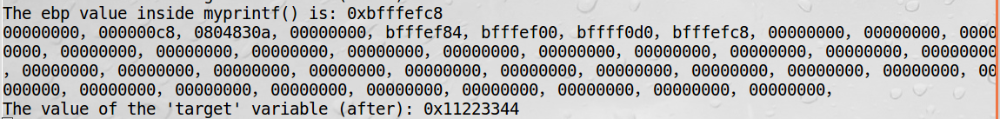 The ebp value inside myprintf() is: 0xbfffefc8
00000000, 000000c8, 0804830a, 00000000, bfffef84, bfffef00, bffff0d0, bfffefc8, 00000000, 00000000, 0000
0000, 00000000, 00000000, 00000000, 00000000, 00000000, 00000000, 00000000, 00000000, 00000000, 00000000
, 00000000, 00000000, 00000000, 00000000, 00000000, 00000000, 00000000, 00000000, 00000000, 00000000, 00
000000, 00000000, 00000000, 00000000, 00000000, 00000000, 00000000, 00000000, 00000000,
The value of the 'target' variable (after): 0x11223344